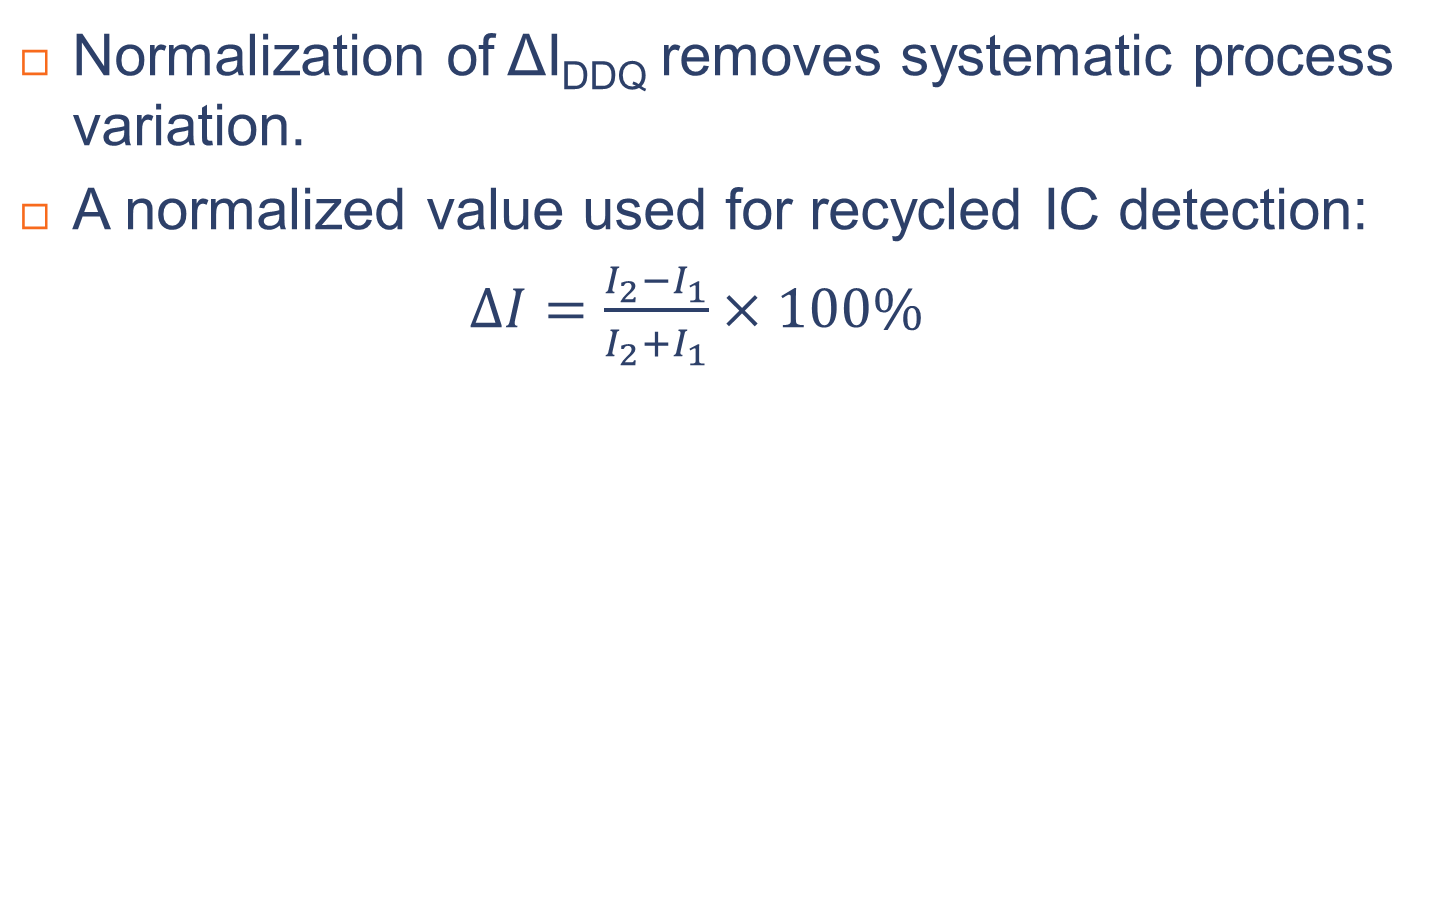 Normalization of ΔI_DDQ removes systematic process
variation.
A normalized value used for recycled IC detection:
ΔI = (I₂−I₁)/(I₂+I₁) × 100%